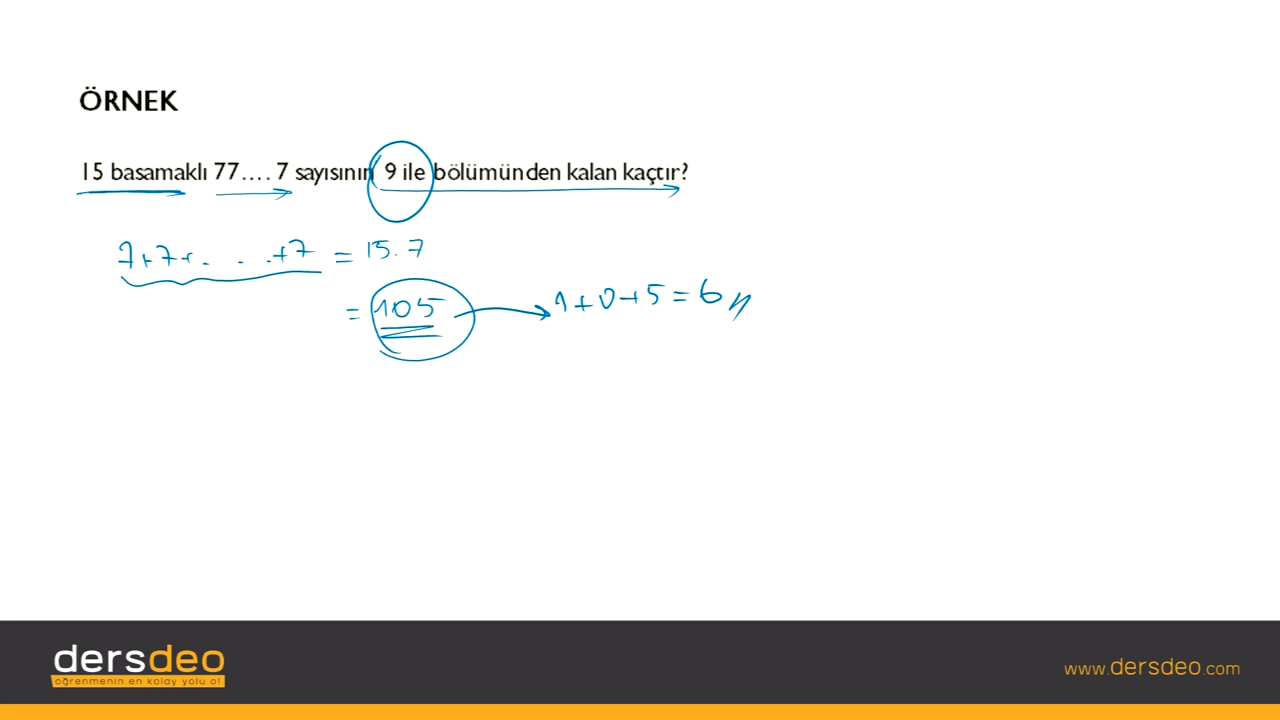 ÖRNEK
15 basamaklı 77.... 7 sayısının 9 ile bölümünden kalan kaçtır?
7+7+. . .+7 = 15.7
= 105 → 1+0+5=6//
dersdeo
öğrenmenin en kolay yolu o!
www.dersdeo.com